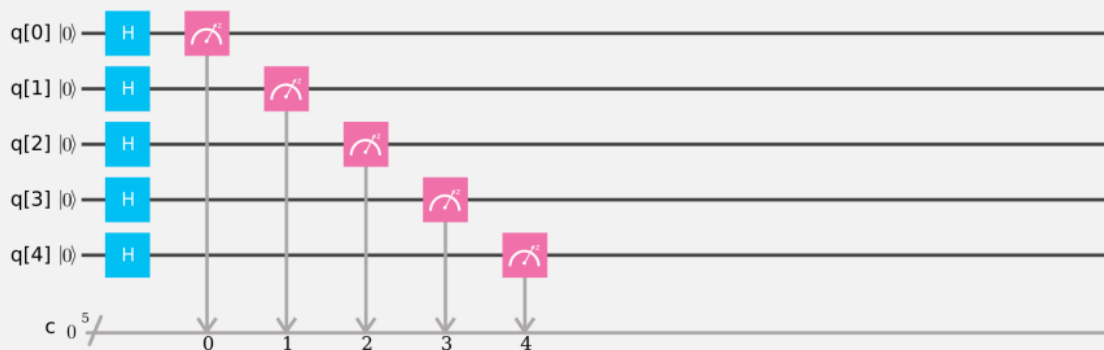 q[0] |0⟩ H z
q[1] |0⟩ H z
q[2] |0⟩ H z
q[3] |0⟩ H z
q[4] |0⟩ H z
c 0 5
0 1 2 3 4